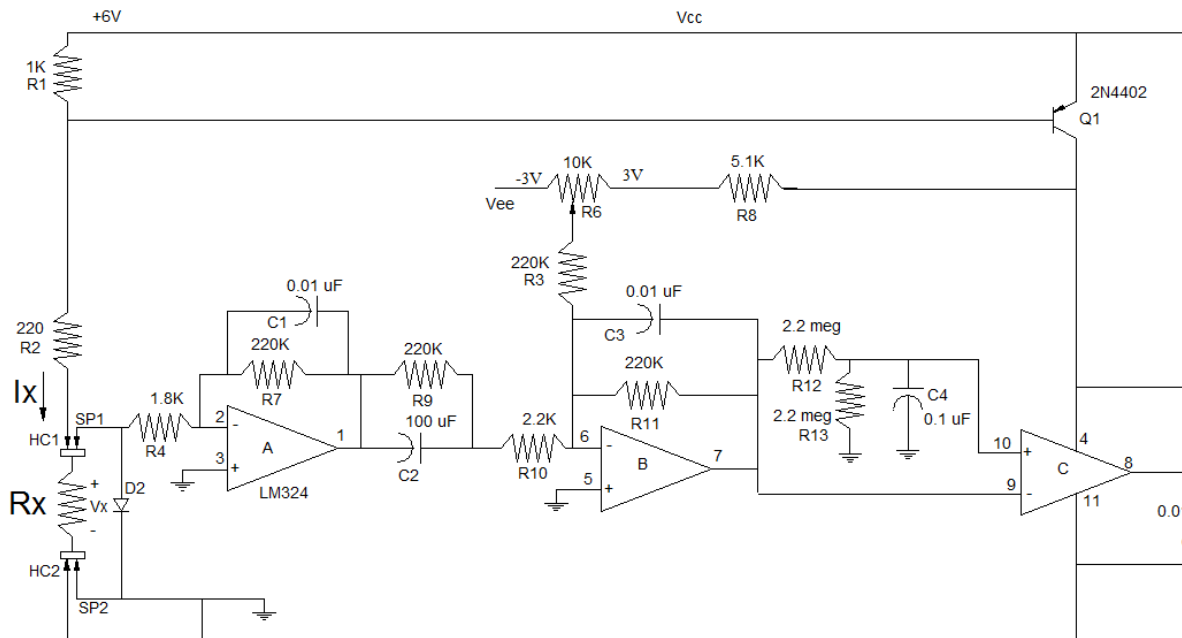 +6V
Vcc
1K
R1
2N4402
Q1
-3V
10K
3V
5.1K
Vee
R6
R8
220K
R3
0.01 uF
C1
0.01 uF
C3
220
R2
220K
R7
220K
R9
220K
R11
2.2 meg
R12
Ix
SP1
1.8K
R4
HC1
2
-
A
1
3
+
LM324
100 uF
C2
2.2K
R10
6
-
B
7
5
+
2.2 meg
R13
C4
0.1 uF
10
+
4
C
8
9
-
11
Rx
+
Vx
-
D2
HC2
SP2